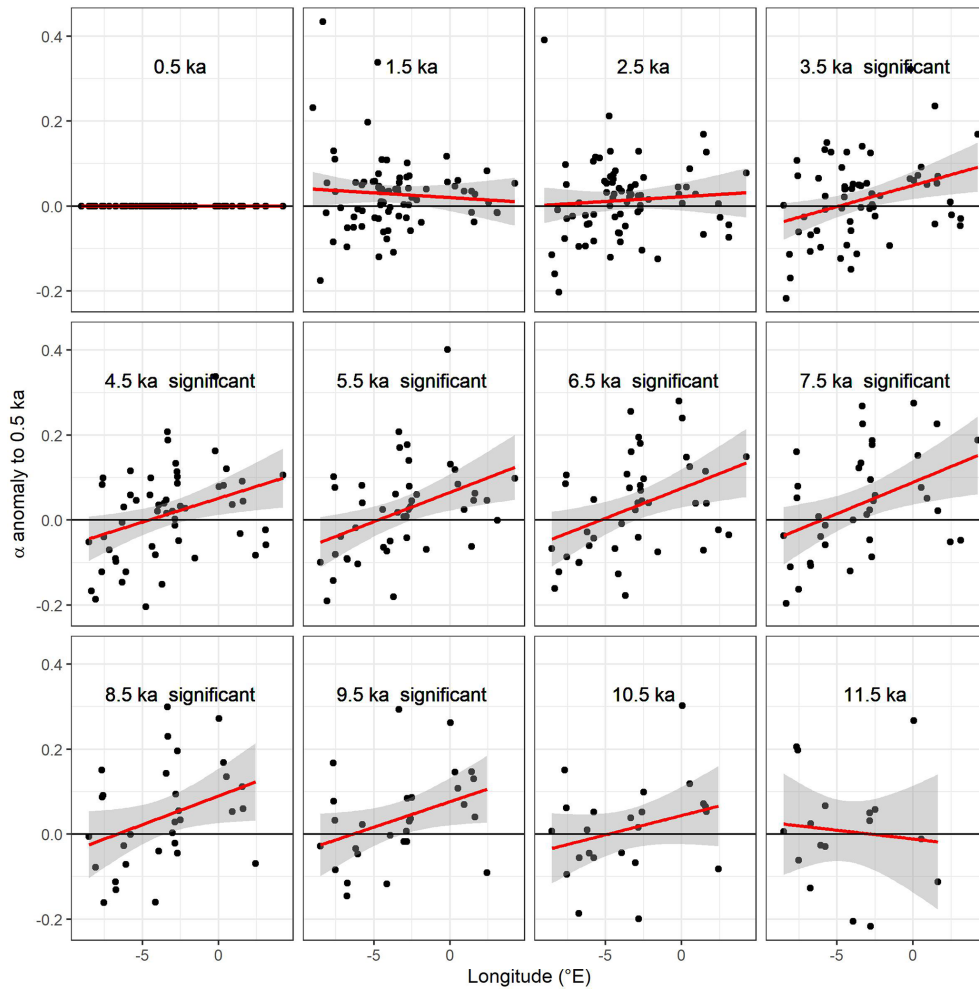 0.5 ka
1.5 ka
2.5 ka
3.5 ka significant
0.4
0.2
0.0
-0.2
4.5 ka significant
5.5 ka significant
6.5 ka significant
7.5 ka significant
0.4
0.2
0.0
-0.2
8.5 ka significant
9.5 ka significant
10.5 ka
11.5 ka
0.4
0.2
0.0
-0.2
α anomaly to 0.5 ka
-5 0 -5 0 -5 0 -5 0
Longitude (°E)